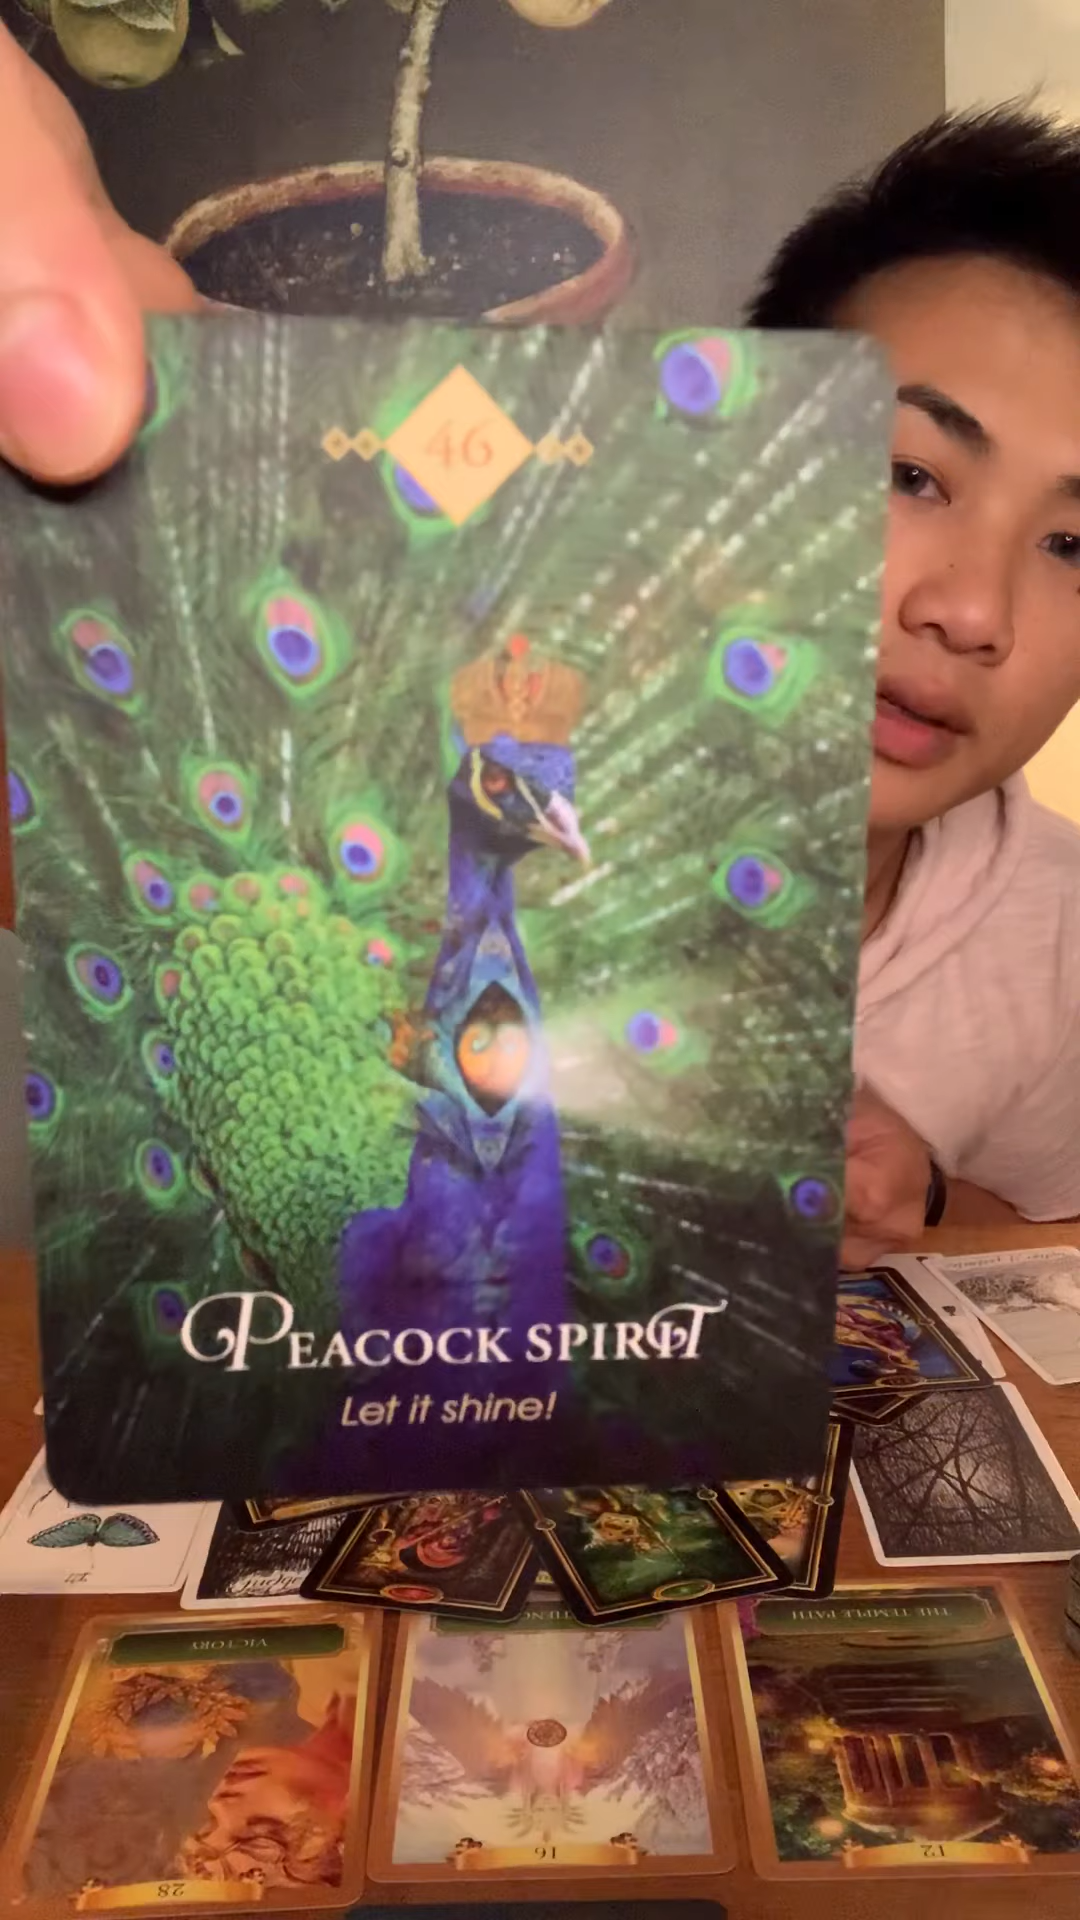 46
PEACOCK SPIRIT
Let it shine!
VICTORY
THE TEMPLE PATH
28
16
12